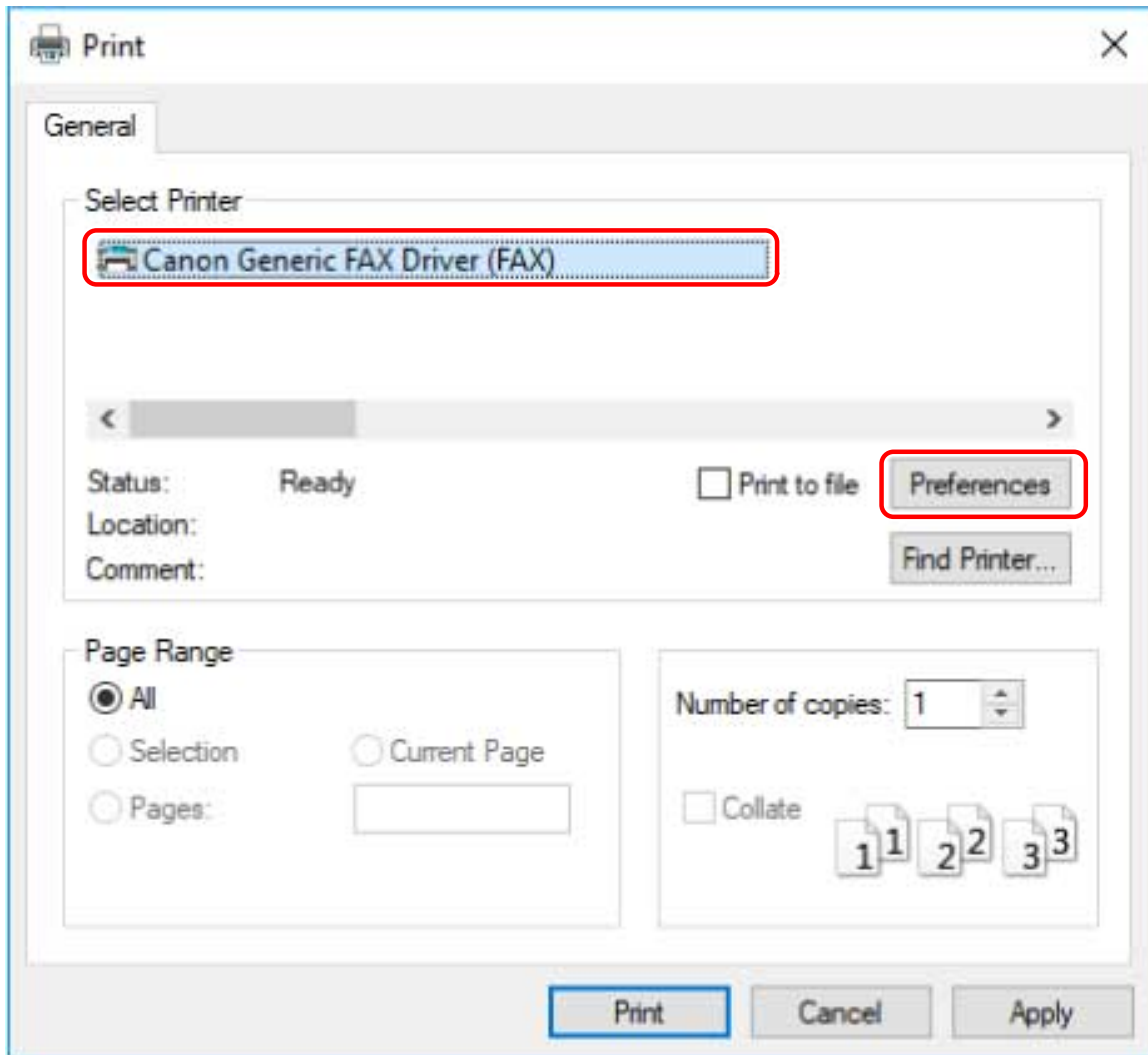 Print
General
Select Printer
Canon Generic FAX Driver (FAX)
Status: Ready
Print to file
Preferences
Location:
Comment:
Find Printer...
Page Range
All
Selection
Current Page
Pages:
Number of copies: 1
Collate
1 1 2 2 3 3
Print Cancel Apply